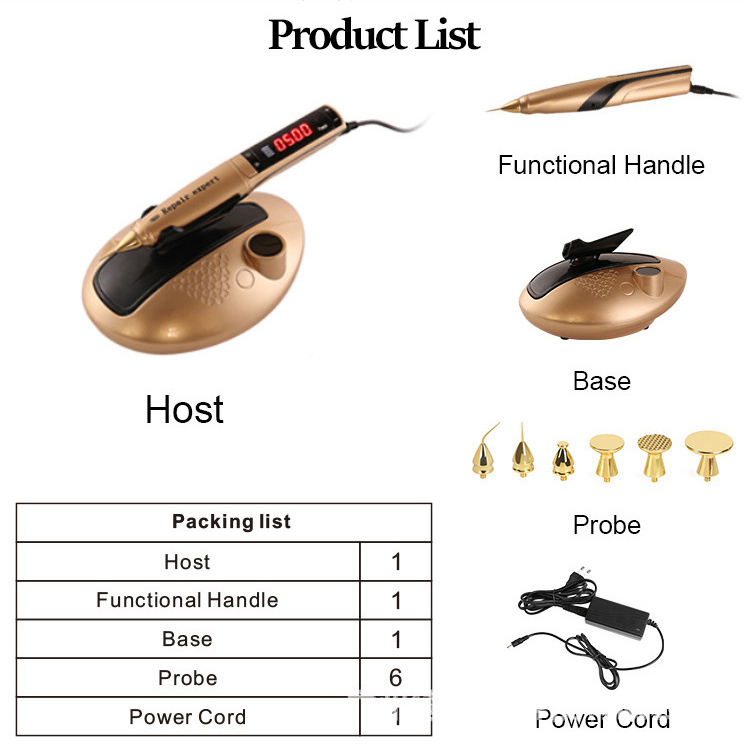 Product List
0500
Repair.expert
Host
Functional Handle
Base
Probe
Power Cord
Packing list
Host 1
Functional Handle 1
Base 1
Probe 6
Power Cord 1